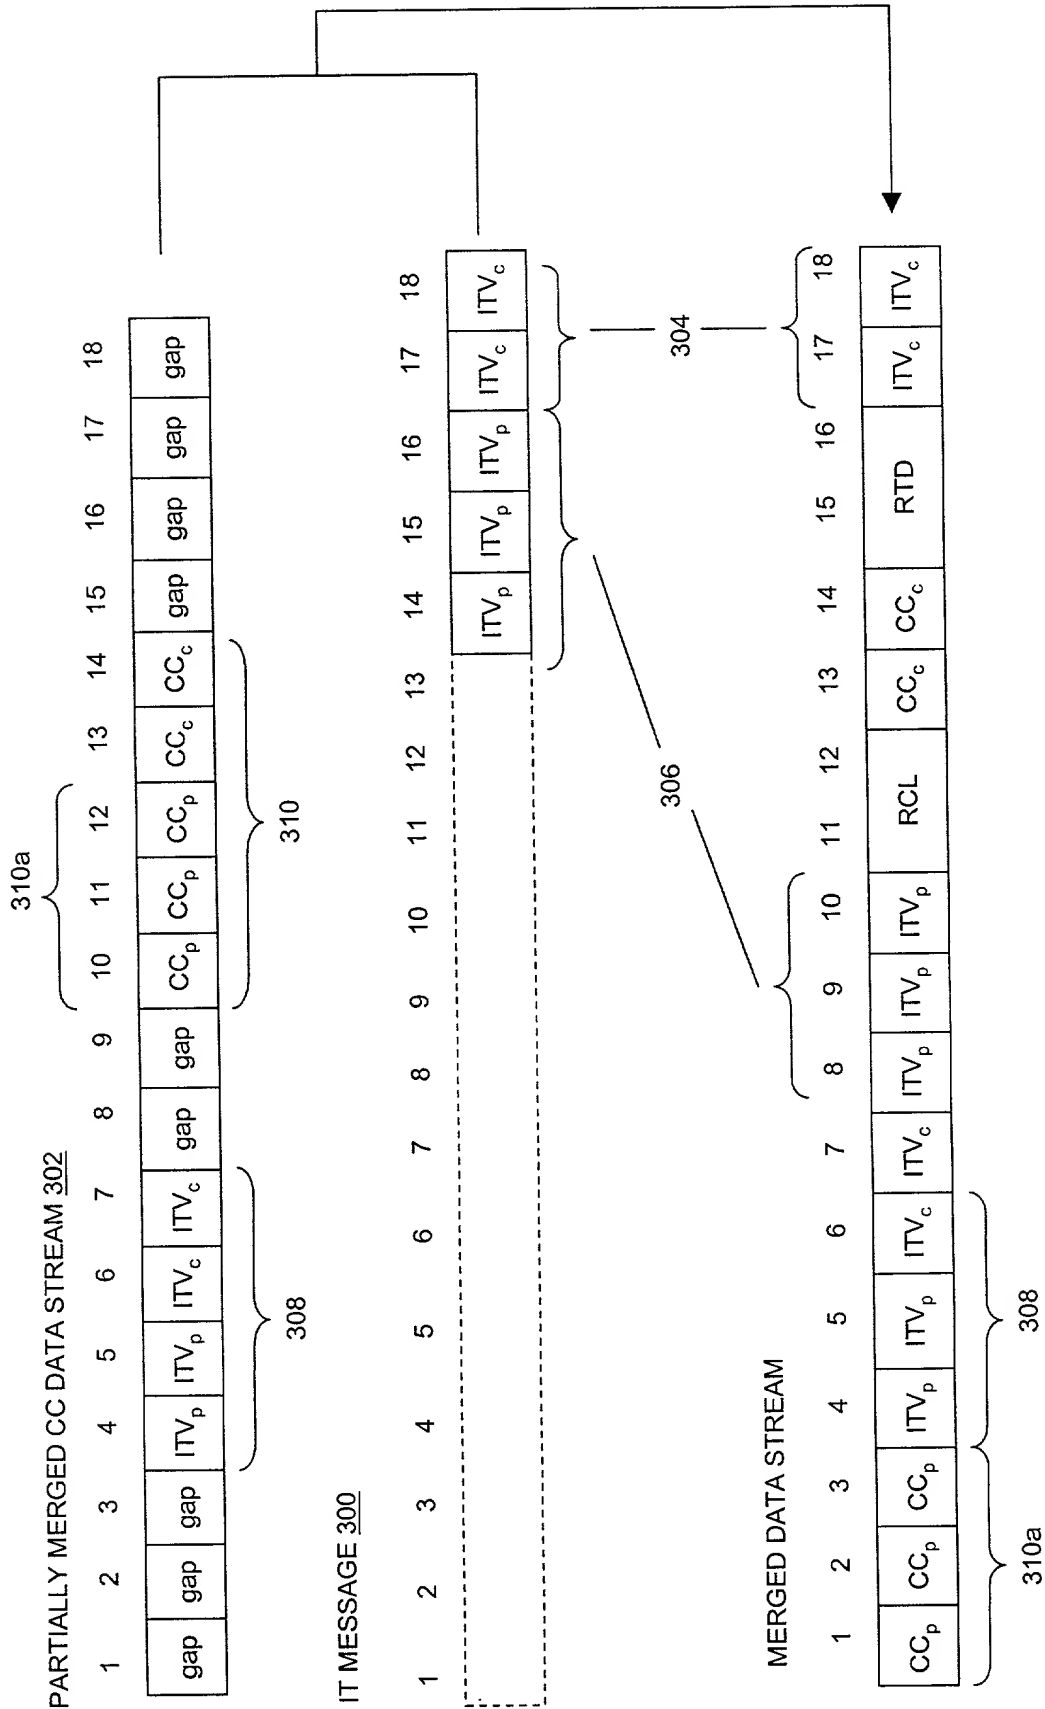 310a
PARTIALLY MERGED CC DATA STREAM 302
1 2 3 4 5 6 7 8 9 10 11 12 13 14 15 16 17 18
gap gap gap ITVp ITVp ITVc ITVc gap gap CCp CCp CCp CCc CCc gap gap gap gap
308 310
IT MESSAGE 300
1 2 3 4 5 6 7 8 9 10 11 12 13 14 15 16 17 18
ITVp ITVp ITVp ITVc ITVc
306 304
MERGED DATA STREAM
1 2 3 4 5 6 7 8 9 10 11 12 13 14 15 16 17 18
CCp CCp CCp ITVp ITVp ITVc ITVc ITVp ITVp ITVp RCL CCc CCc RTD ITVc ITVc
310a 308